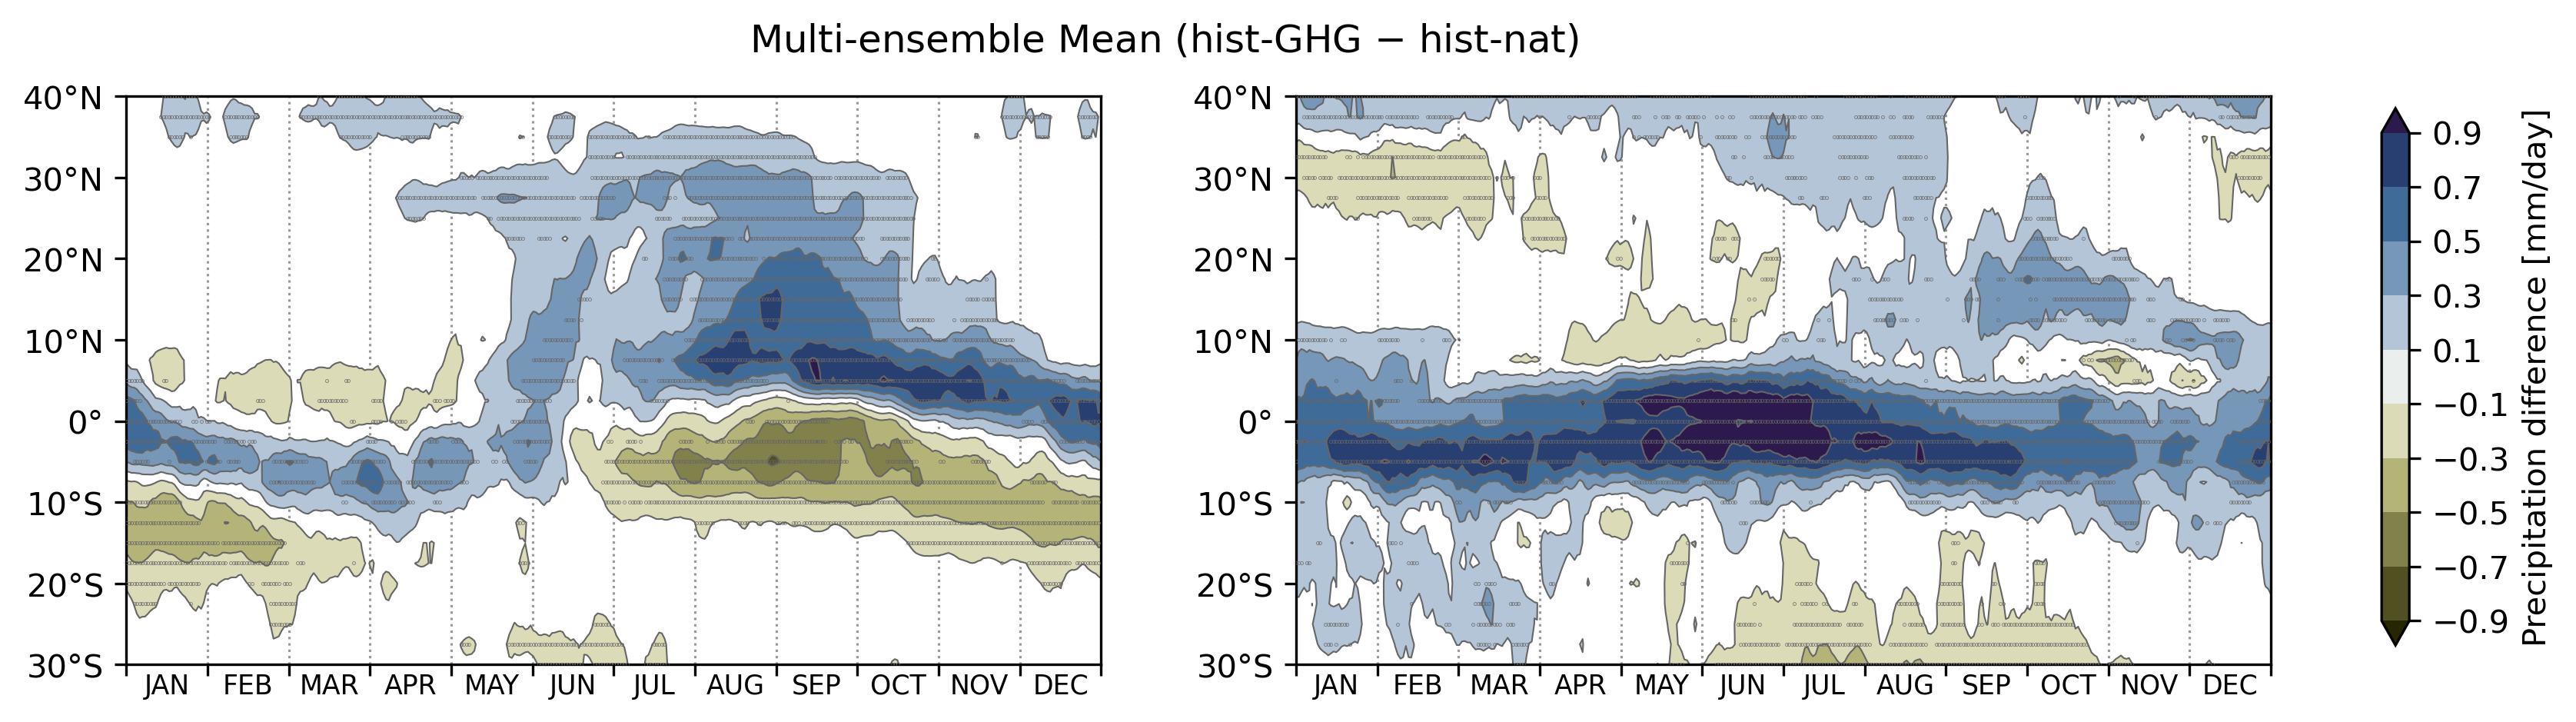 Multi-ensemble Mean (hist-GHG − hist-nat)
40°N
30°N
20°N
10°N
0°
10°S
20°S
30°S
JAN FEB MAR APR MAY JUN JUL AUG SEP OCT NOV DEC
40°N
30°N
20°N
10°N
0°
10°S
20°S
30°S
JAN FEB MAR APR MAY JUN JUL AUG SEP OCT NOV DEC
0.9
0.7
0.5
0.3
0.1
−0.1
−0.3
−0.5
−0.7
−0.9
Precipitation difference [mm/day]